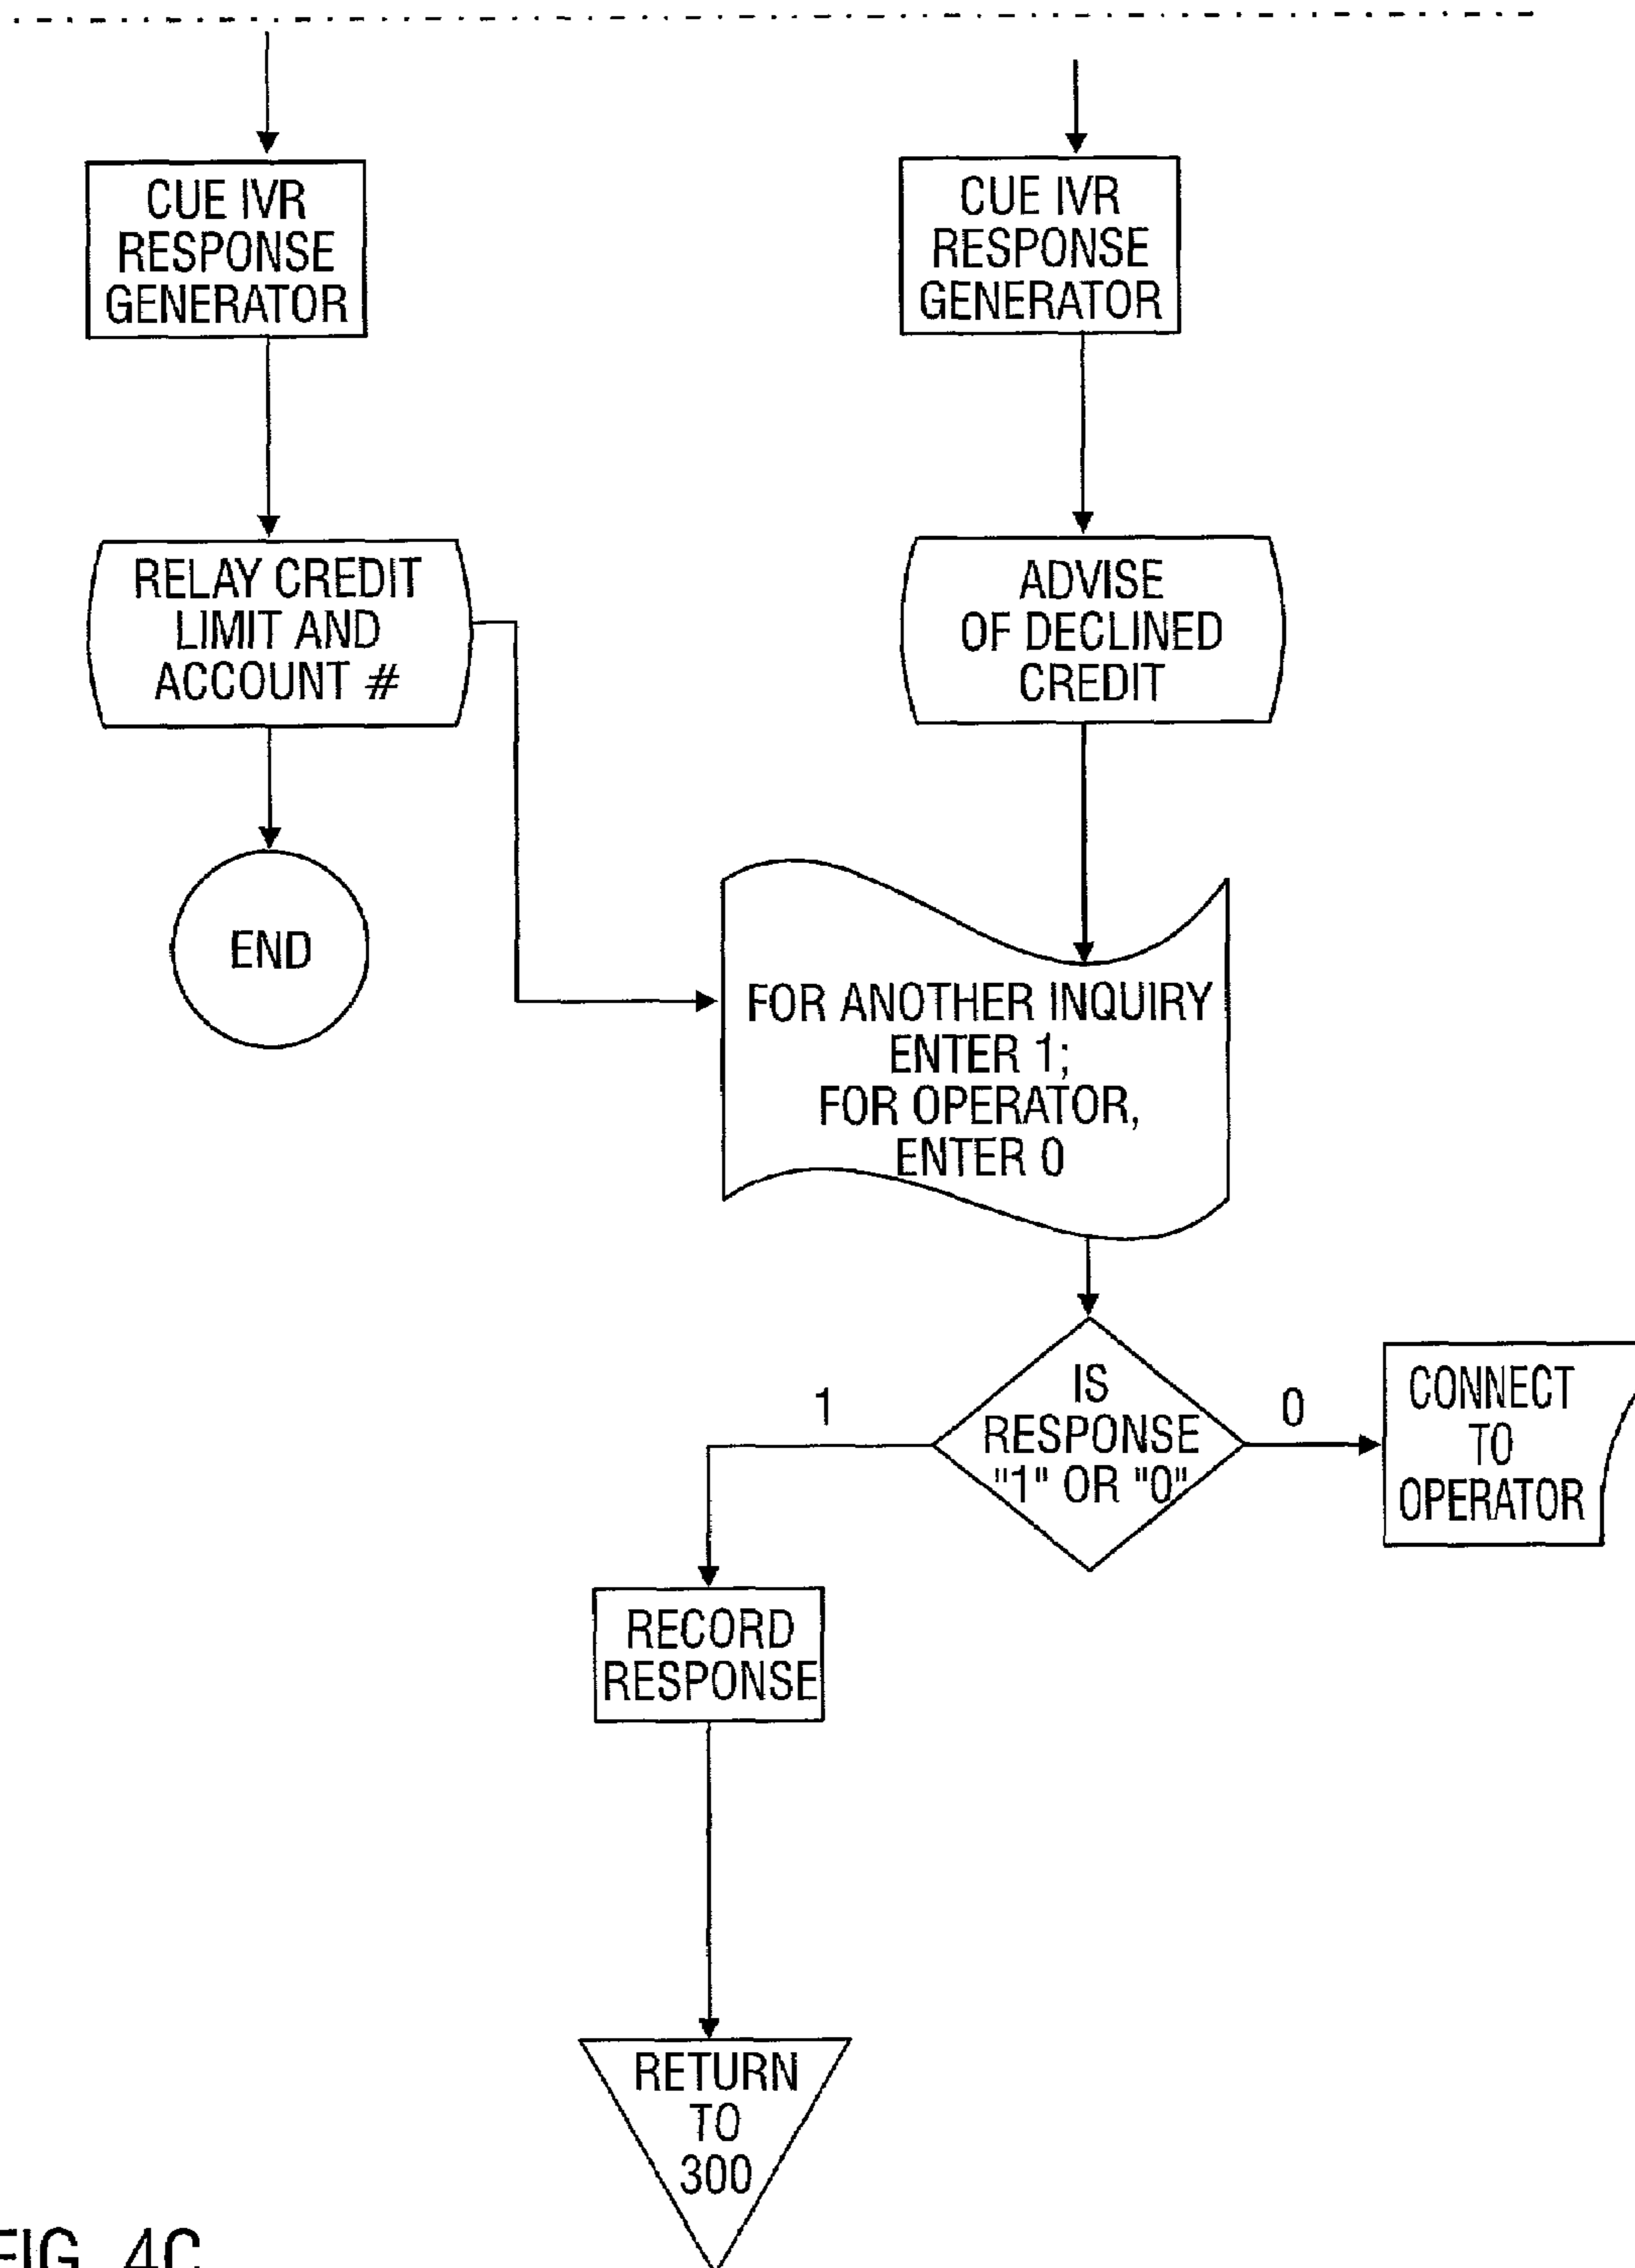 CUE IVR
RESPONSE
GENERATOR
CUE IVR
RESPONSE
GENERATOR
RELAY CREDIT
LIMIT AND
ACCOUNT #
ADVISE
OF DECLINED
CREDIT
END
FOR ANOTHER INQUIRY
ENTER 1;
FOR OPERATOR,
ENTER 0
1
IS
RESPONSE
"1" OR "0"
0
CONNECT
TO
OPERATOR
RECORD
RESPONSE
RETURN
TO
300
FIG. 4C